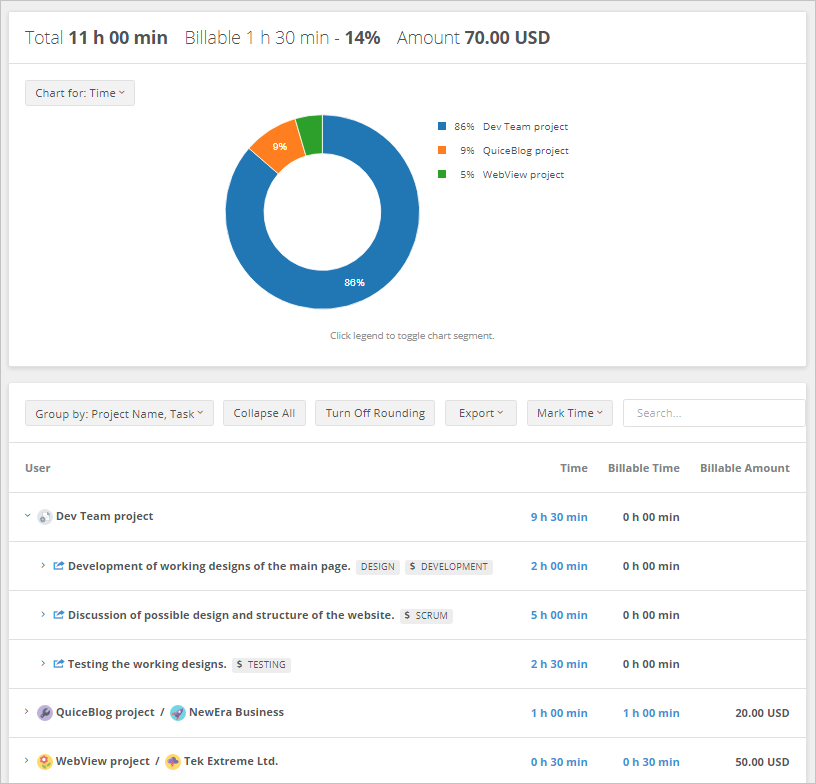 Total 11 h 00 min Billable 1 h 30 min - 14% Amount 70.00 USD
Chart for: Time
9%
86%
86% Dev Team project
9% QuiceBlog project
5% WebView project
Click legend to toggle chart segment.
Group by: Project Name, Task Collapse All Turn Off Rounding Export Mark Time Search...
User Time Billable Time Billable Amount
Dev Team project 9 h 30 min 0 h 00 min
Development of working designs of the main page. DESIGN $ DEVELOPMENT 2 h 00 min 0 h 00 min
Discussion of possible design and structure of the website. $ SCRUM 5 h 00 min 0 h 00 min
Testing the working designs. $ TESTING 2 h 30 min 0 h 00 min
QuiceBlog project / NewEra Business 1 h 00 min 1 h 00 min 20.00 USD
WebView project / Tek Extreme Ltd. 0 h 30 min 0 h 30 min 50.00 USD